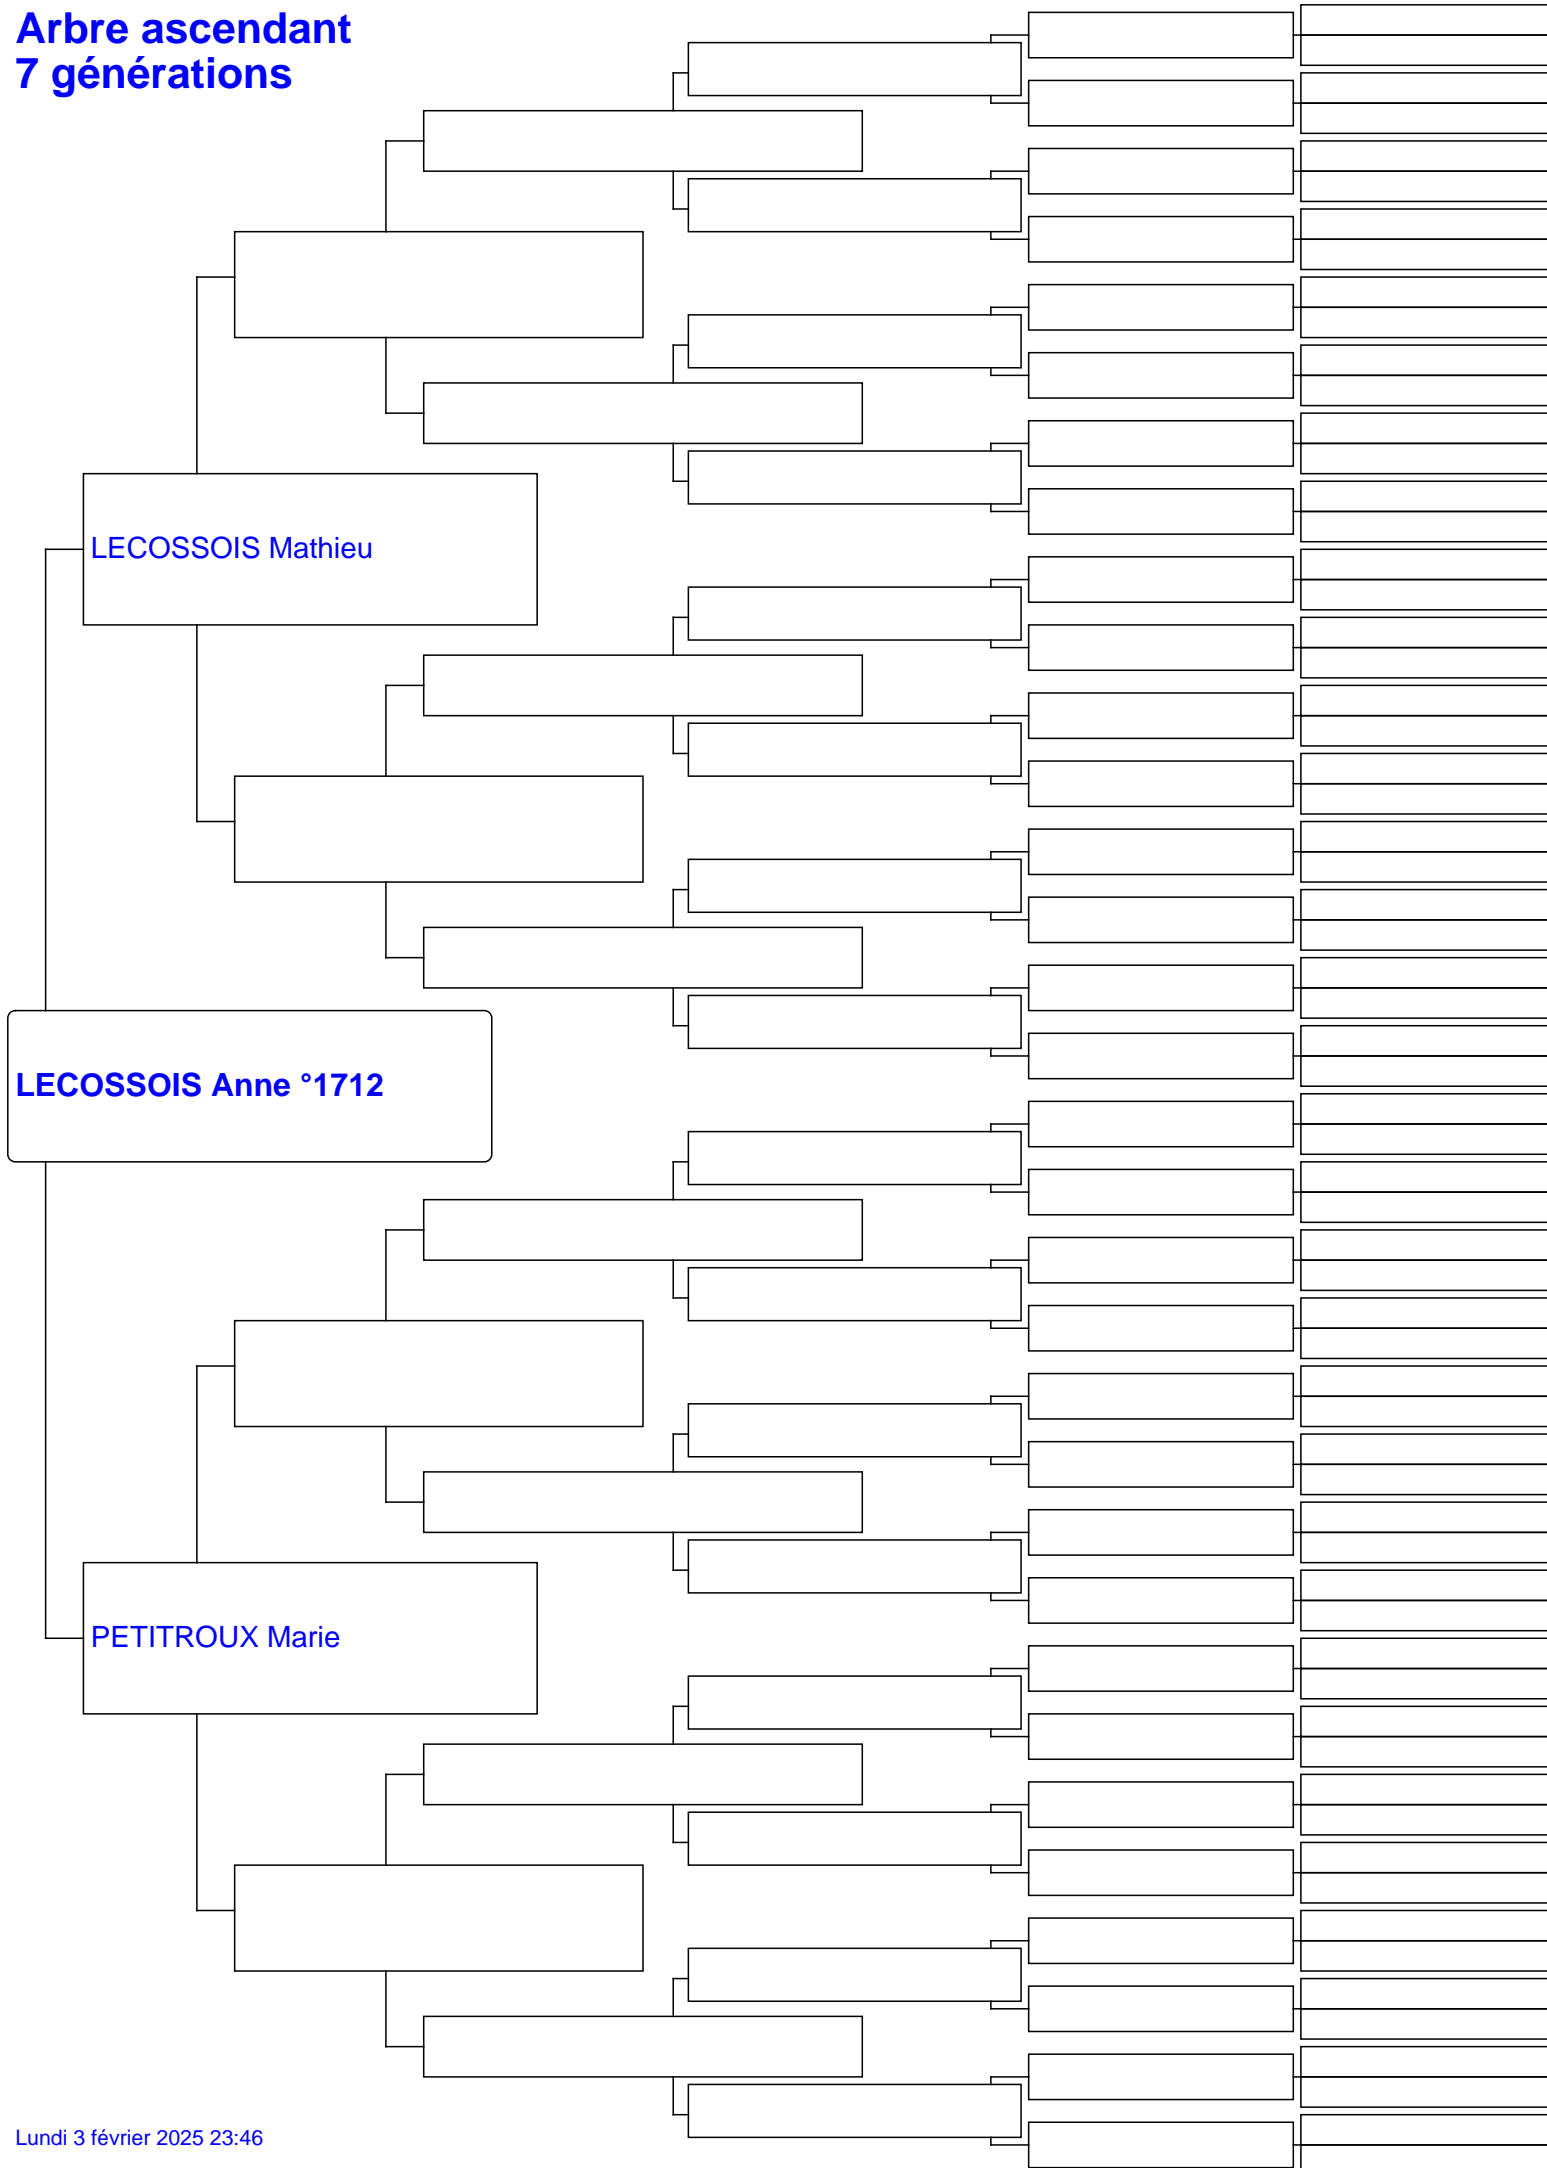 Arbre ascendant
7 générations
LECOSSOIS Mathieu
LECOSSOIS Anne °1712
PETITROUX Marie
Lundi 3 février 2025 23:46